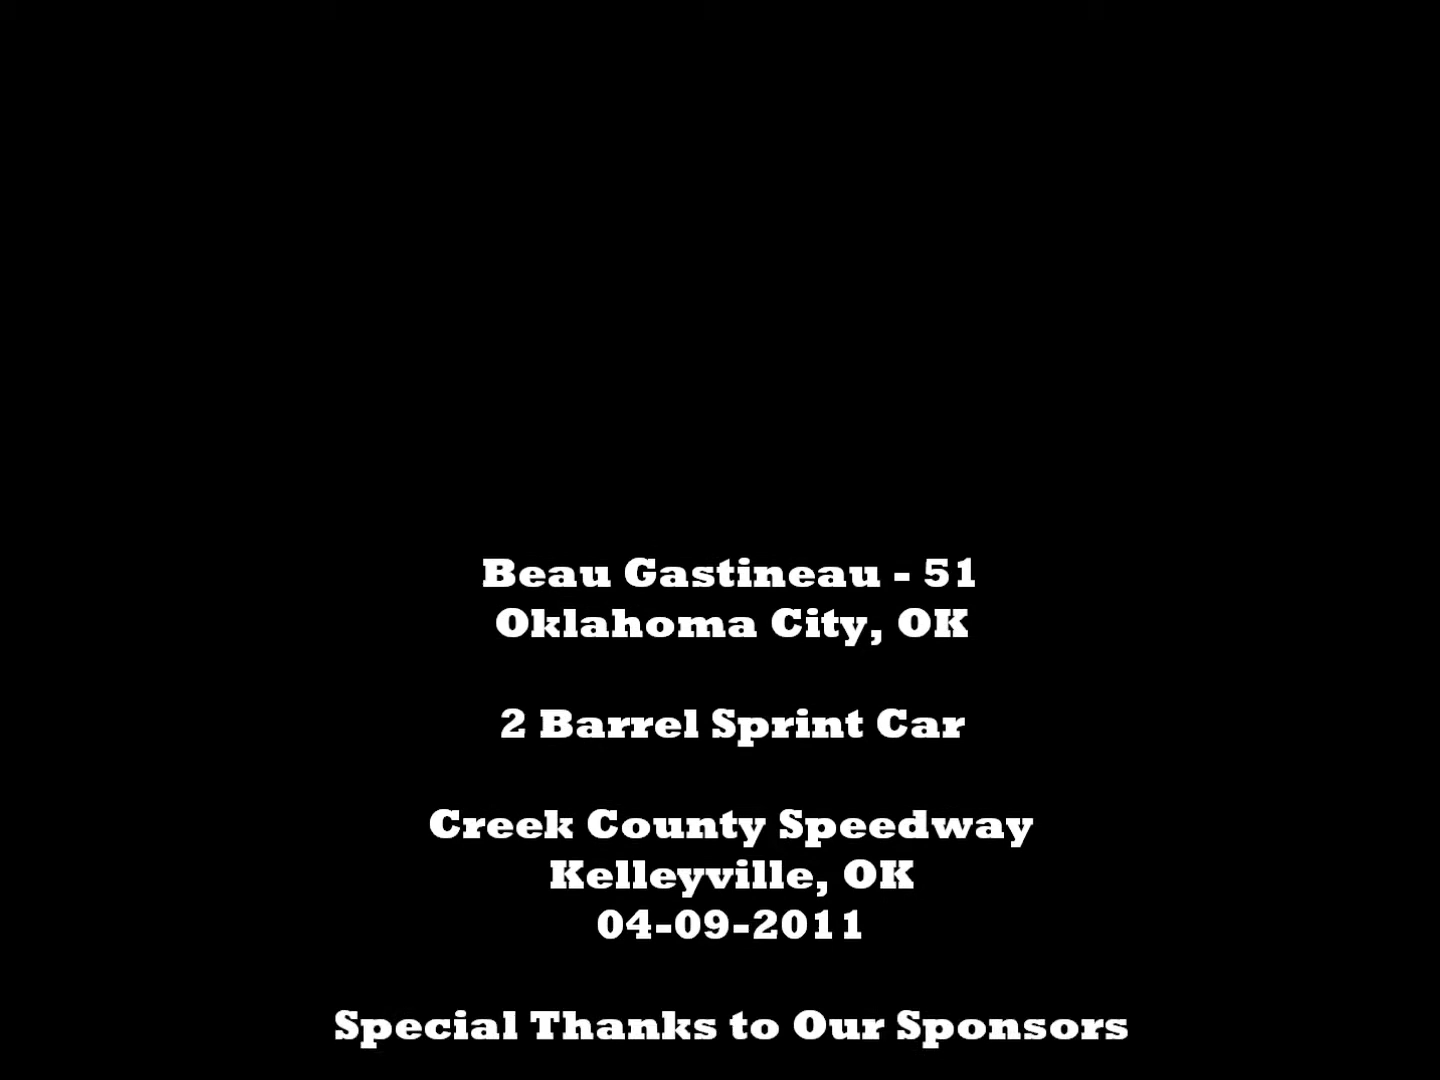 Beau Gastineau - 51
Oklahoma City, OK
2 Barrel Sprint Car
Creek County Speedway
Kelleyville, OK
04-09-2011
Special Thanks to Our Sponsors